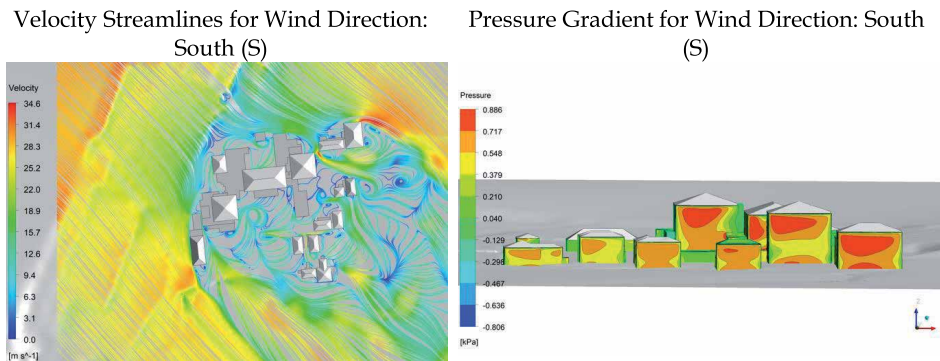 Velocity Streamlines for Wind Direction:
South (S)
Pressure Gradient for Wind Direction: South
(S)
Velocity
34.6
31.4
28.3
25.2
22.0
18.9
15.7
12.6
9.4
6.3
3.1
0.0
[m s^-1]
Pressure
0.886
0.717
0.548
0.379
0.210
0.040
-0.129
-0.298
-0.467
-0.636
-0.806
[kPa]
Z